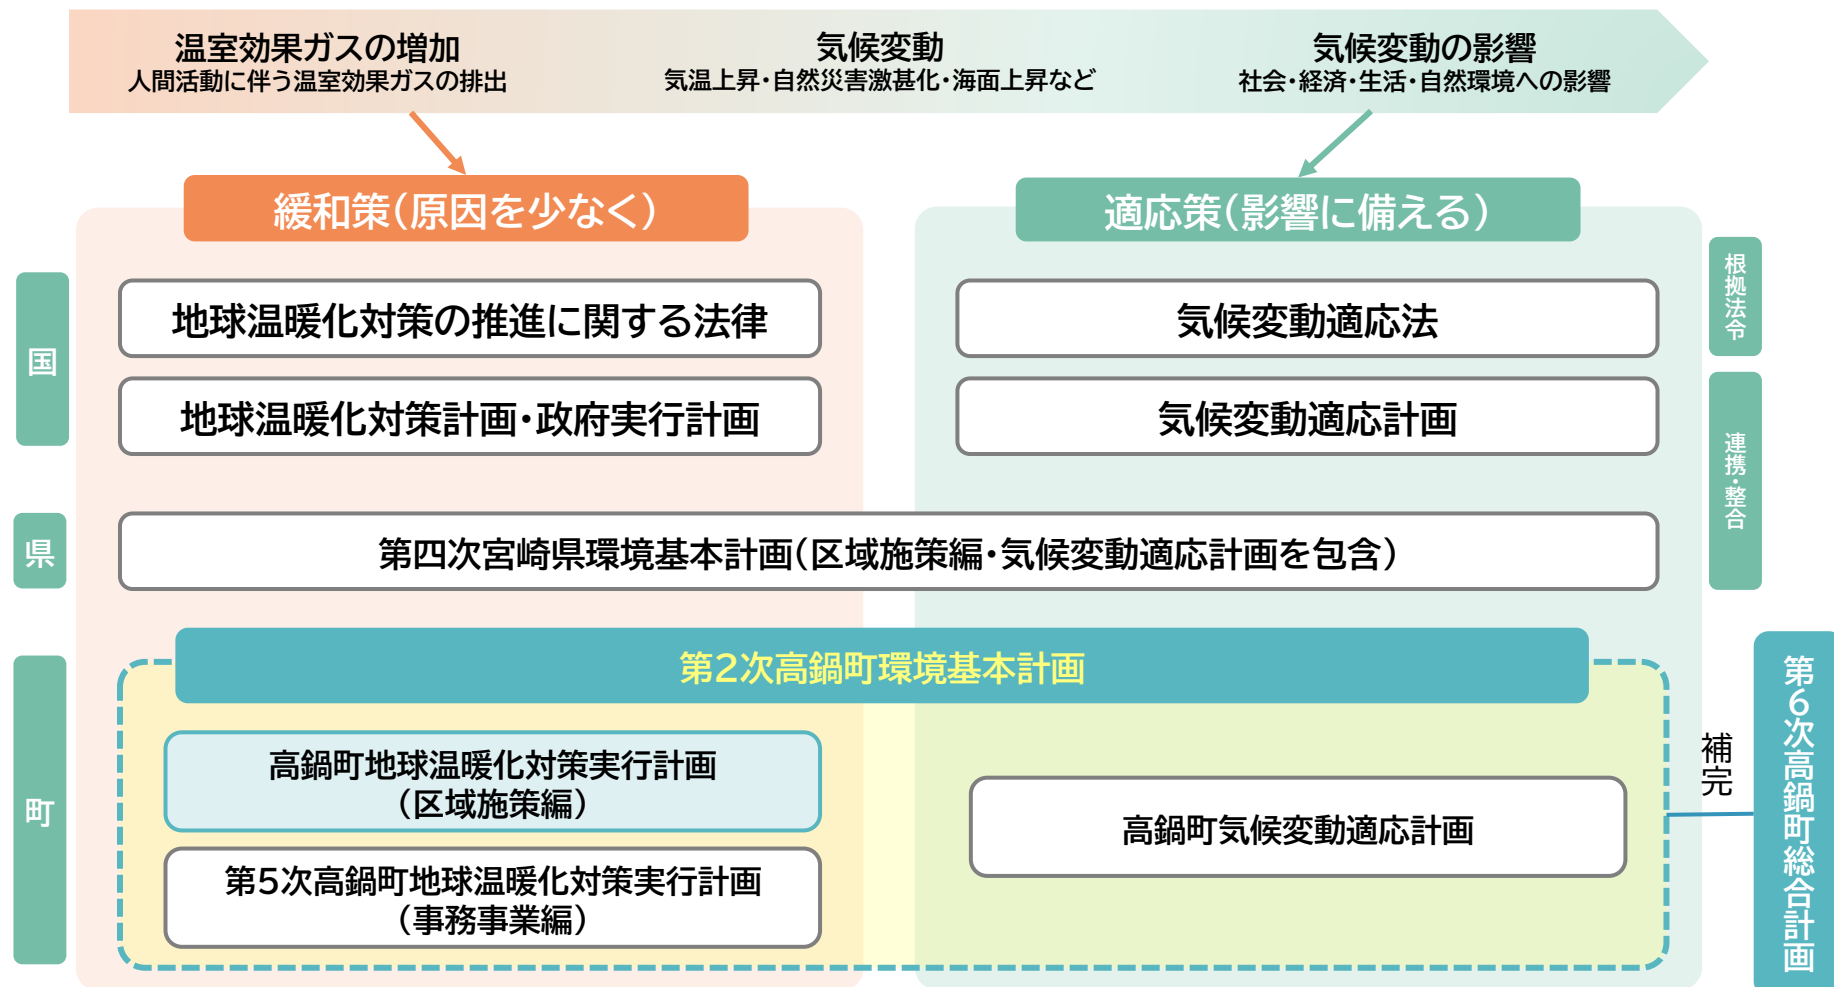 温室効果ガスの増加
人間活動に伴う温室効果ガスの排出
気候変動
気温上昇・自然災害激甚化・海面上昇など
気候変動の影響
社会・経済・生活・自然環境への影響
緩和策(原因を少なく)
適応策(影響に備える)
国
地球温暖化対策の推進に関する法律
気候変動適応法
根拠法令
地球温暖化対策計画・政府実行計画
気候変動適応計画
連携・整合
県
第四次宮崎県環境基本計画(区域施策編・気候変動適応計画を包含)
町
第2次高鍋町環境基本計画
高鍋町地球温暖化対策実行計画
(区域施策編)
第5次高鍋町地球温暖化対策実行計画
(事務事業編)
高鍋町気候変動適応計画
補完
第6次高鍋町総合計画